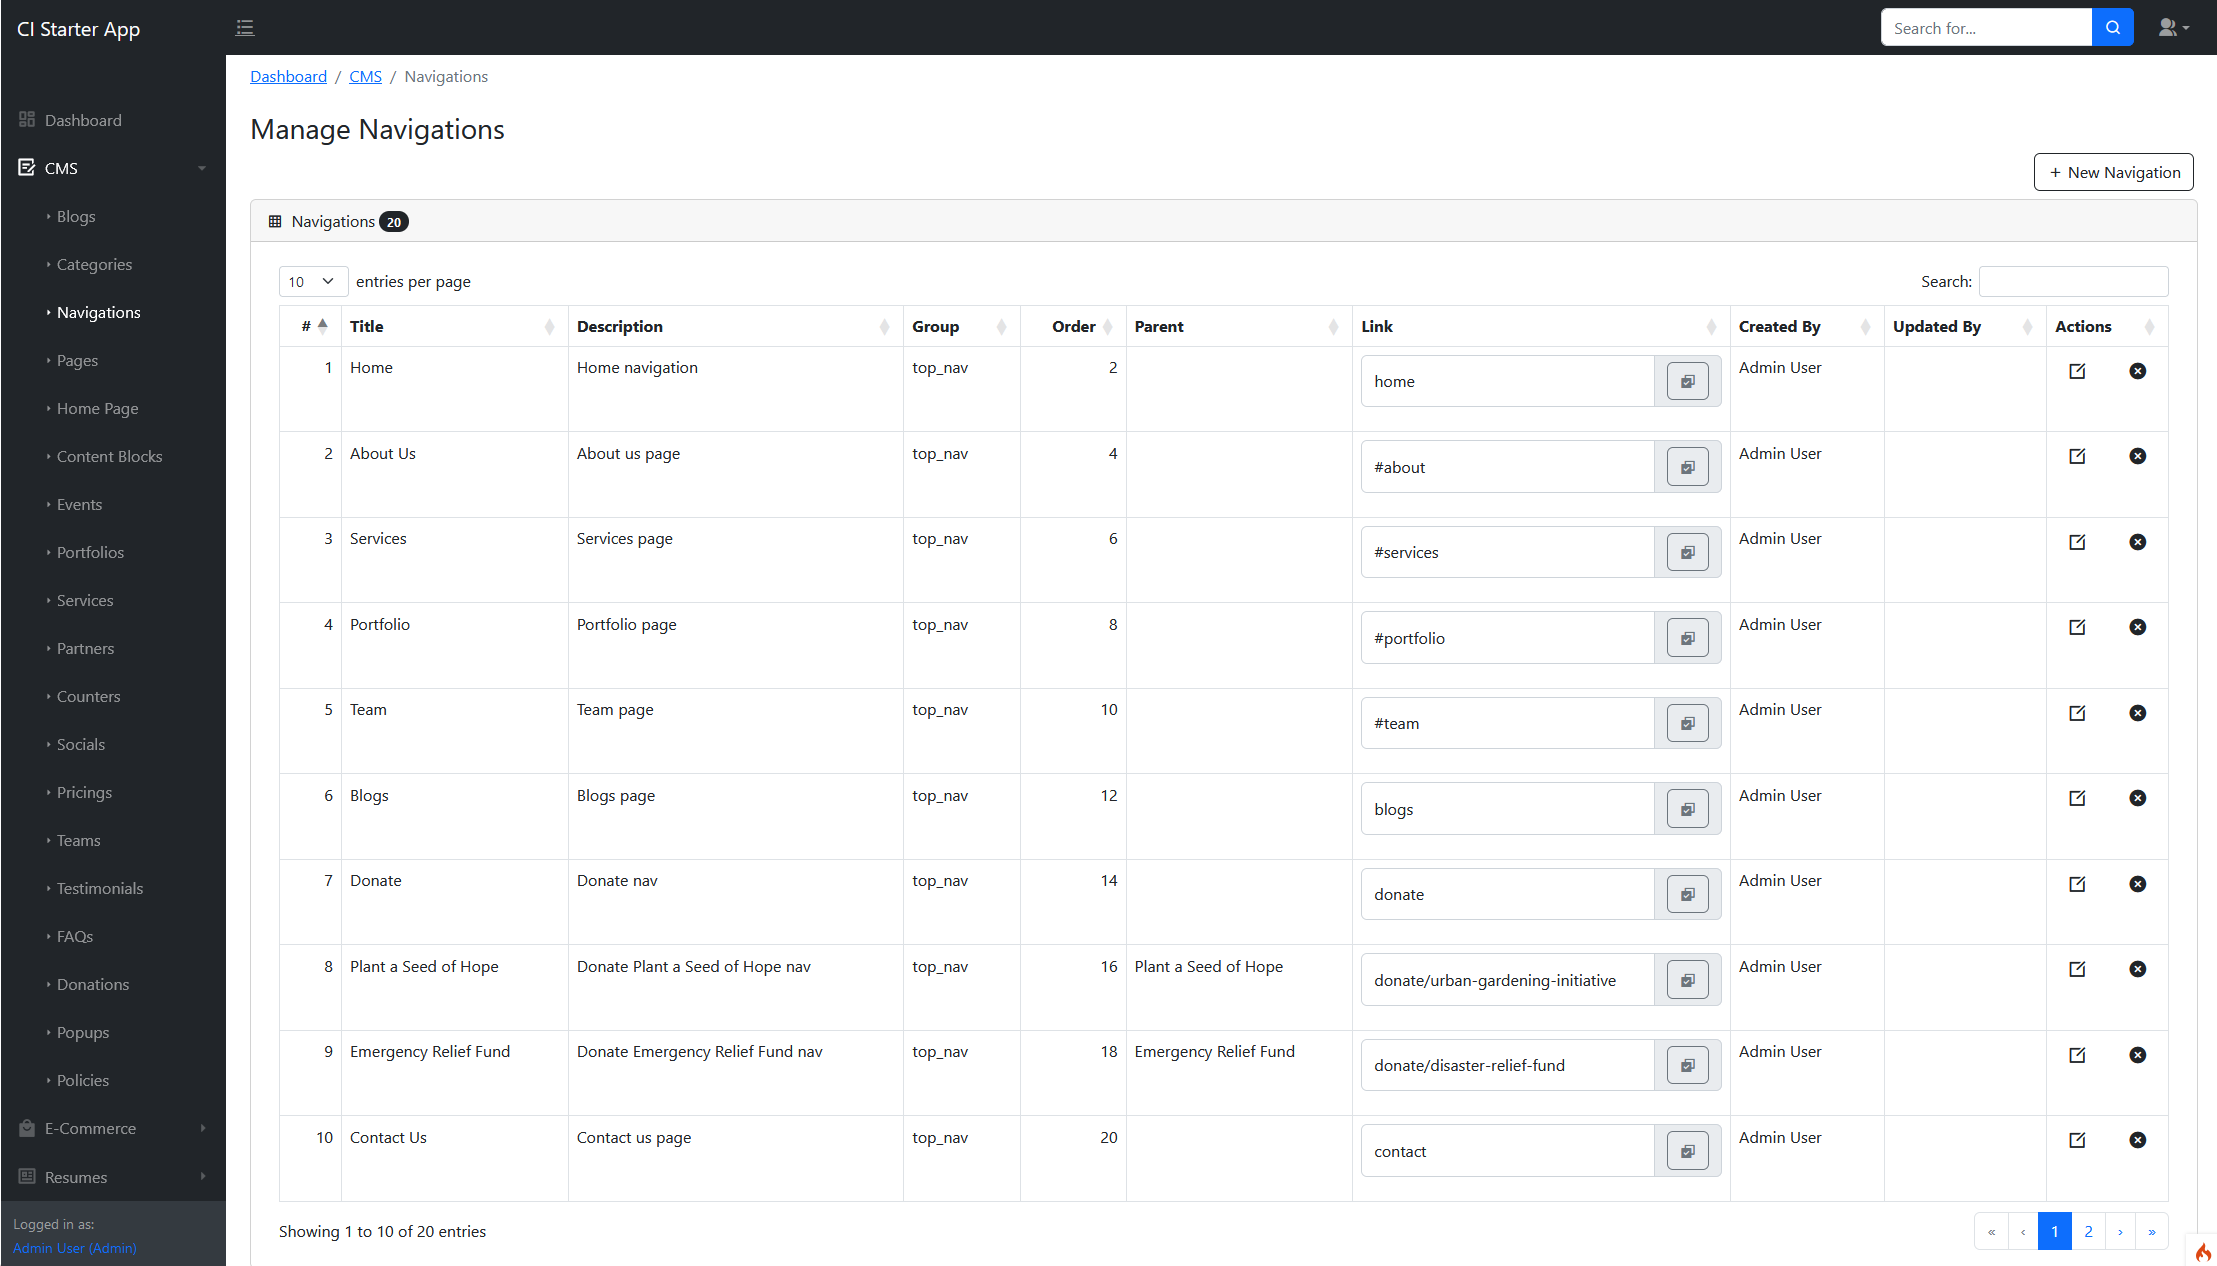 CI Starter App
Search for...
Dashboard / CMS / Navigations
Manage Navigations
+ New Navigation
Dashboard
CMS
Blogs
Categories
Navigations
Pages
Home Page
Content Blocks
Events
Portfolios
Services
Partners
Counters
Socials
Pricings
Teams
Testimonials
FAQs
Donations
Popups
Policies
E-Commerce
Resumes
Logged in as:
Admin User (Admin)
Navigations 20
10 entries per page
Search:
# Title Description Group Order Parent Link Created By Updated By Actions
1 Home Home navigation top_nav 2 home Admin User
2 About Us About us page top_nav 4 #about Admin User
3 Services Services page top_nav 6 #services Admin User
4 Portfolio Portfolio page top_nav 8 #portfolio Admin User
5 Team Team page top_nav 10 #team Admin User
6 Blogs Blogs page top_nav 12 blogs Admin User
7 Donate Donate nav top_nav 14 donate Admin User
8 Plant a Seed of Hope Donate Plant a Seed of Hope nav top_nav 16 Plant a Seed of Hope donate/urban-gardening-initiative Admin User
9 Emergency Relief Fund Donate Emergency Relief Fund nav top_nav 18 Emergency Relief Fund donate/disaster-relief-fund Admin User
10 Contact Us Contact us page top_nav 20 contact Admin User
Showing 1 to 10 of 20 entries
« ‹ 1 2 › »